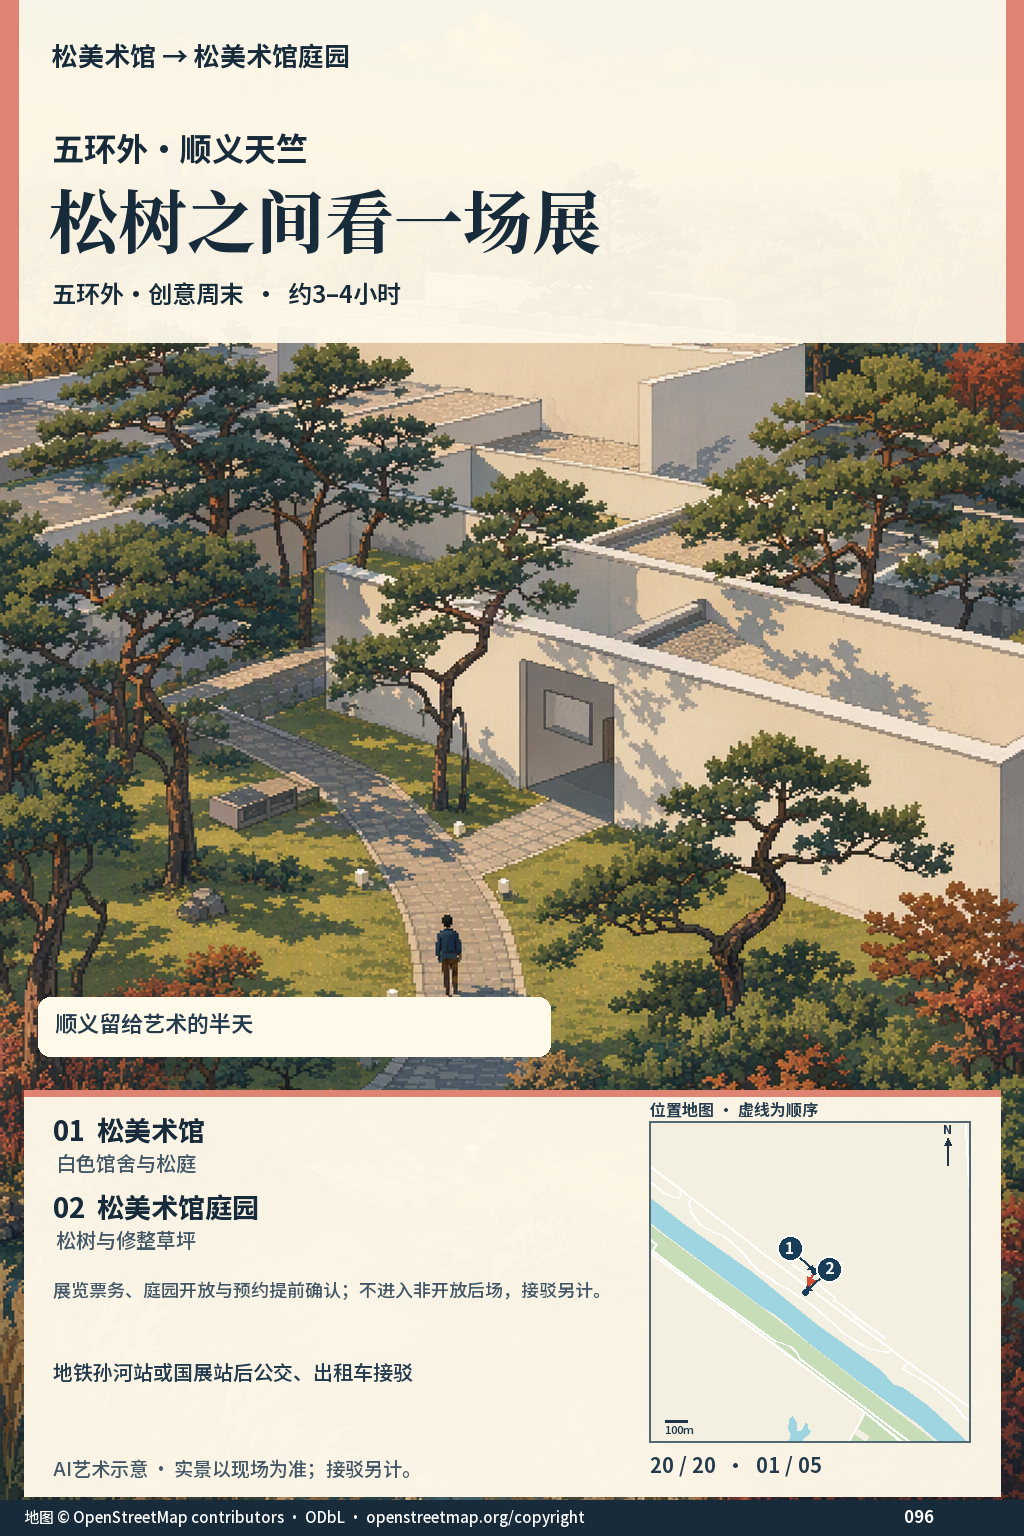 松美术馆 → 松美术馆庭园
五环外・顺义天竺
松树之间看一场展
五环外・创意周末 • 约3–4小时
顺义留给艺术的半天
01 松美术馆
白色馆舍与松庭
02 松美术馆庭园
松树与修整草坪
展览票务、庭园开放与预约提前确认；不进入非开放后场，接驳另计。
地铁孙河站或国展站后公交、出租车接驳
AI艺术示意 • 实景以现场为准；接驳另计。
位置地图 • 虚线为顺序
N
1
2
100m
20 / 20 • 01 / 05
地图 © OpenStreetMap contributors • ODbL • openstreetmap.org/copyright
096